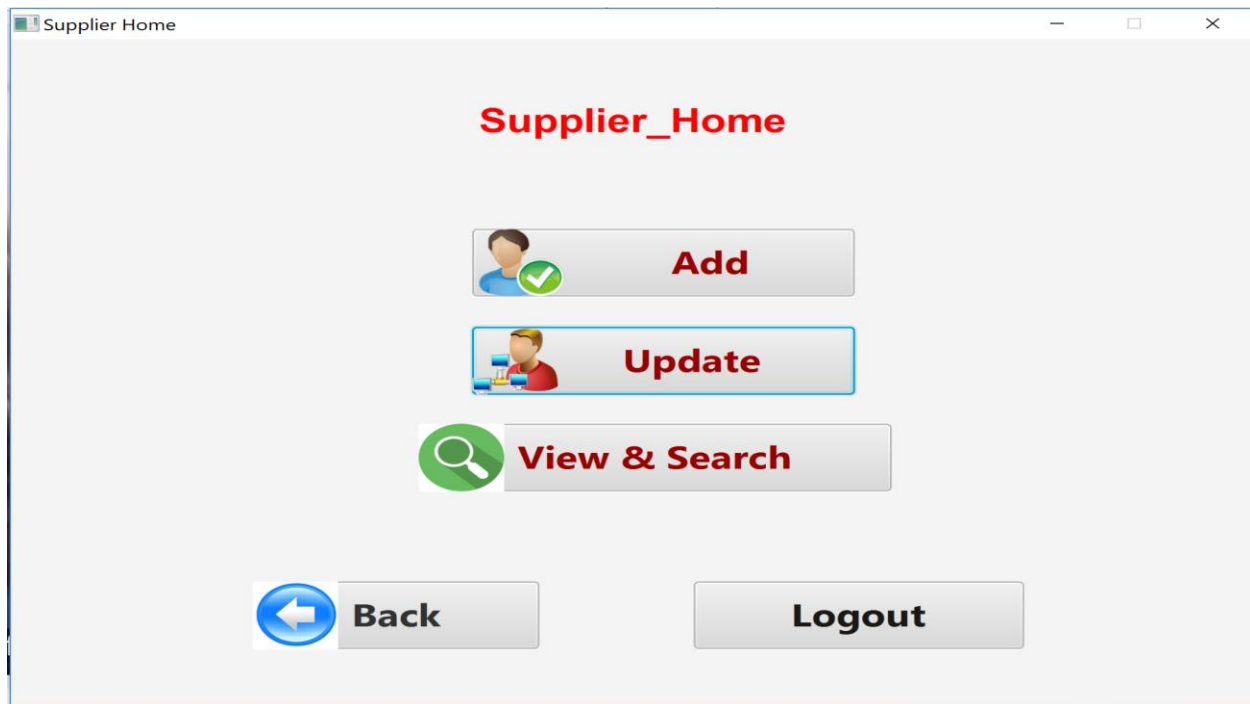 Supplier Home
Supplier_Home
Add
Update
View & Search
Back
Logout